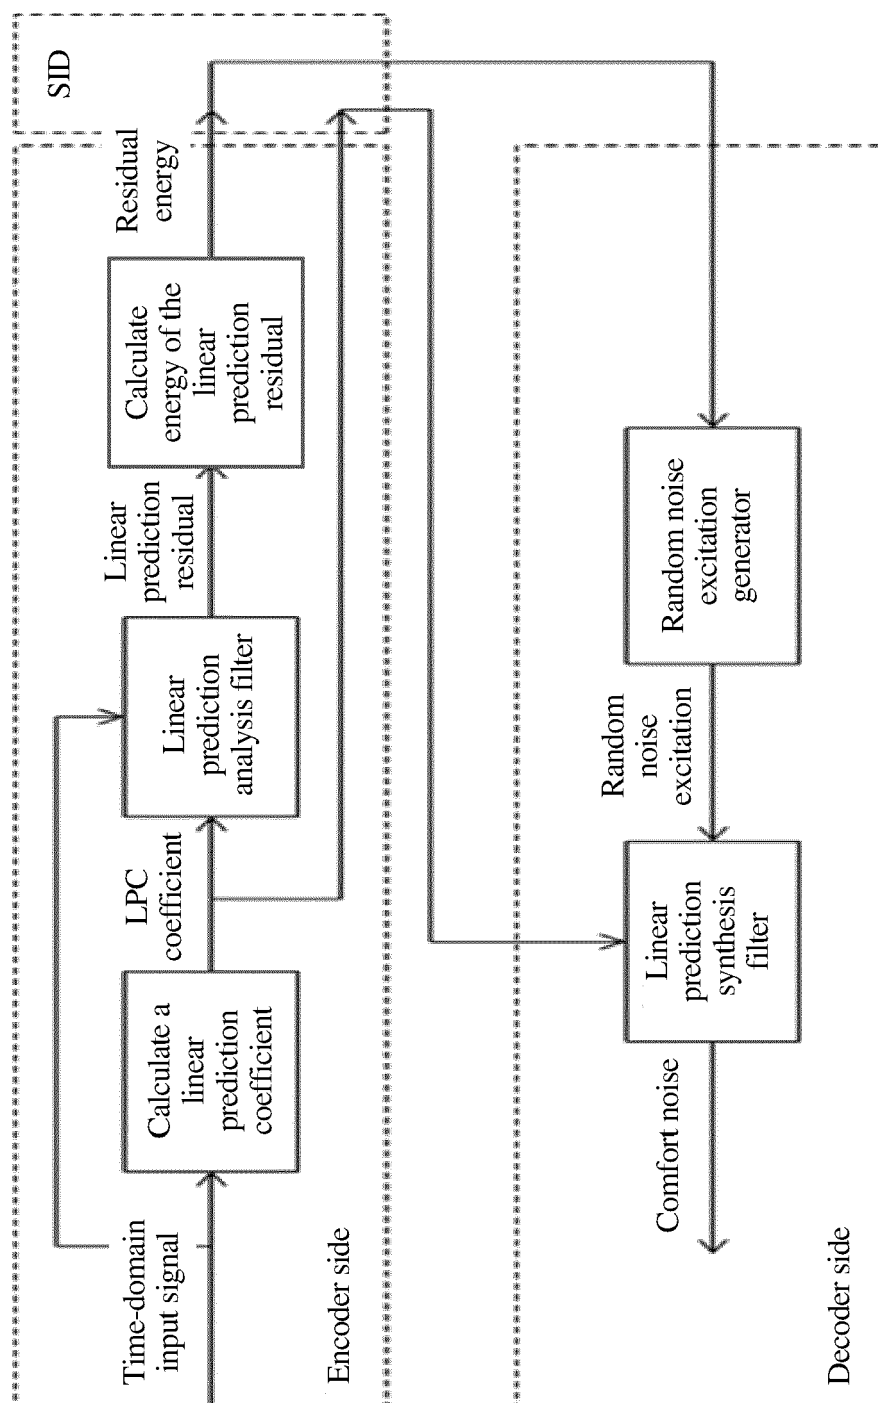 Time-domain
input signal
Calculate a
linear
prediction
coefficient
LPC
coefficient
Linear
prediction
analysis filter
Linear
prediction
residual
Calculate
energy of the
linear
prediction
residual
Residual
energy
SID
Encoder side
Comfort noise
Linear
prediction
synthesis
filter
Random
noise
excitation
Random noise
excitation
generator
Decoder side